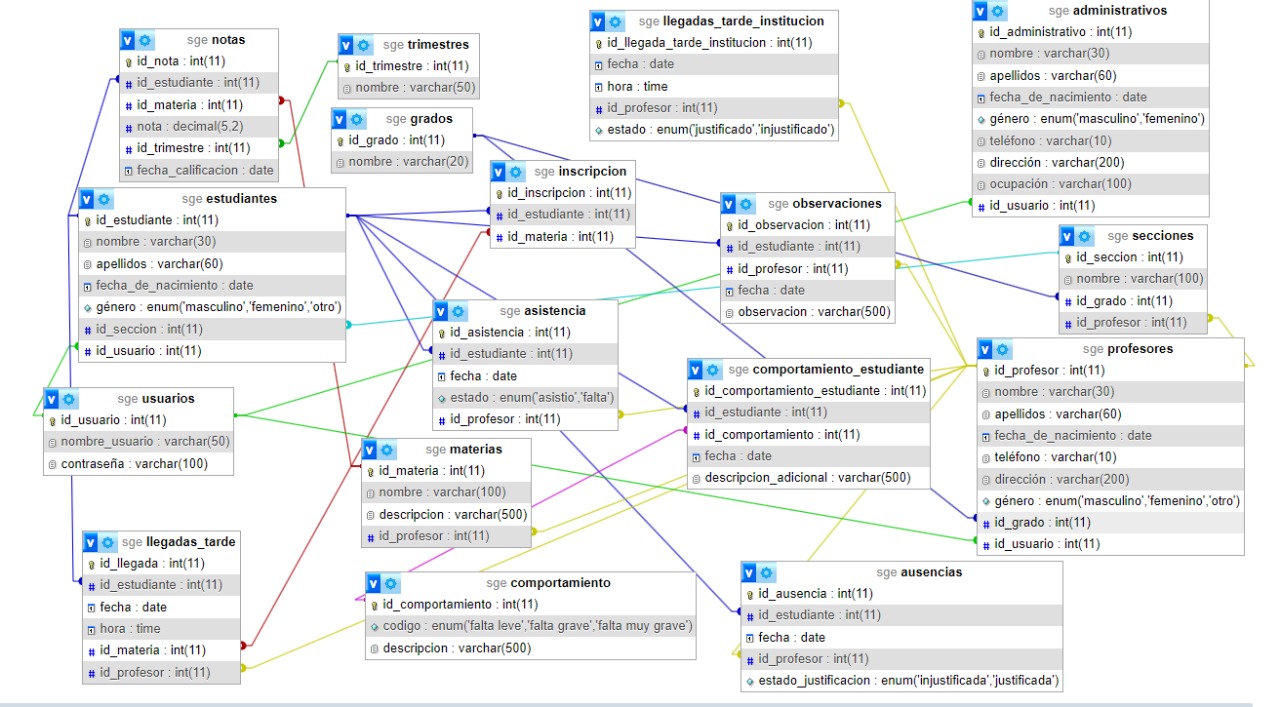 sge notas
id_nota : int(11)
id_estudiante : int(11)
id_materia : int(11)
nota : decimal(5,2)
id_trimestre : int(11)
fecha_calificacion : date
sge trimestres
id_trimestre : int(11)
nombre : varchar(50)
sge grados
id_grado : int(11)
nombre : varchar(20)
sge llegadas_tarde_institucion
id_llegada_tarde_institucion : int(11)
fecha : date
hora : time
id_profesor : int(11)
estado : enum('justificado','injustificado')
sge administrativos
id_administrativo : int(11)
nombre : varchar(30)
apellidos : varchar(60)
fecha_de_nacimiento : date
género : enum('masculino','femenino')
teléfono : varchar(10)
dirección : varchar(200)
ocupación : varchar(100)
id_usuario : int(11)
sge inscripcion
id_inscripcion : int(11)
id_estudiante : int(11)
id_materia : int(11)
sge estudiantes
id_estudiante : int(11)
nombre : varchar(30)
apellidos : varchar(60)
fecha_de_nacimiento : date
género : enum('masculino','femenino','otro')
id_seccion : int(11)
id_usuario : int(11)
sge observaciones
id_observacion : int(11)
id_estudiante : int(11)
id_profesor : int(11)
fecha : date
observacion : varchar(500)
sge secciones
id_seccion : int(11)
nombre : varchar(100)
id_grado : int(11)
id_profesor : int(11)
sge asistencia
id_asistencia : int(11)
id_estudiante : int(11)
fecha : date
estado : enum('asistio','falta')
id_profesor : int(11)
sge profesores
id_profesor : int(11)
nombre : varchar(30)
apellidos : varchar(60)
fecha_de_nacimiento : date
teléfono : varchar(10)
dirección : varchar(200)
género : enum('masculino','femenino','otro')
id_grado : int(11)
id_usuario : int(11)
sge comportamiento_estudiante
id_comportamiento_estudiante : int(11)
id_estudiante : int(11)
id_comportamiento : int(11)
fecha : date
descripcion_adicional : varchar(500)
sge usuarios
id_usuario : int(11)
nombre_usuario : varchar(50)
contraseña : varchar(100)
sge materias
id_materia : int(11)
nombre : varchar(100)
descripcion : varchar(500)
id_profesor : int(11)
sge llegadas_tarde
id_llegada : int(11)
id_estudiante : int(11)
fecha : date
hora : time
id_materia : int(11)
id_profesor : int(11)
sge comportamiento
id_comportamiento : int(11)
codigo : enum('falta leve','falta grave','falta muy grave')
descripcion : varchar(500)
sge ausencias
id_ausencia : int(11)
id_estudiante : int(11)
fecha : date
id_profesor : int(11)
estado_justificacion : enum('injustificada','justificada')